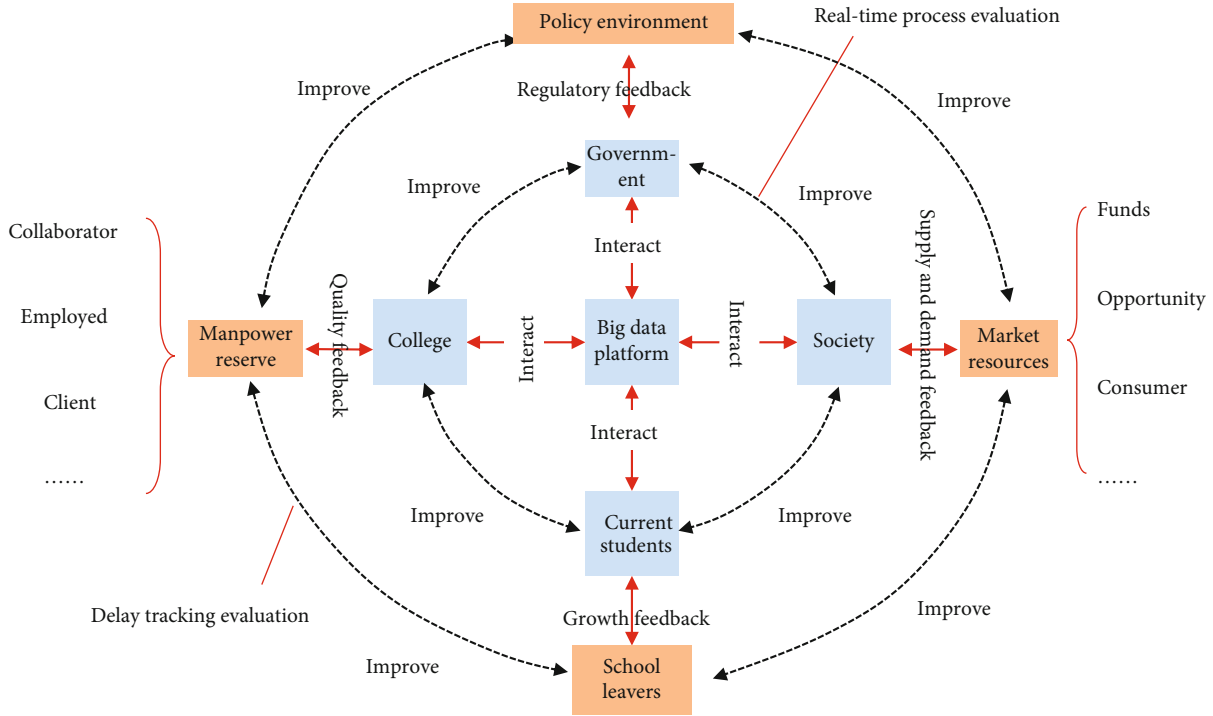 Policy environment
Real-time process evaluation
Improve
Regulatory feedback
Improve
Govern-
ment
Improve
Improve
Collaborator
Employed
Client
……
Manpower
reserve
Quality feedback
College
Interact
Interact
Big data
platform
Interact
Interact
Society
Supply and demand feedback
Market
resources
Funds
Opportunity
Consumer
……
Improve
Current
students
Improve
Delay tracking evaluation
Growth feedback
Improve
Improve
School
leavers